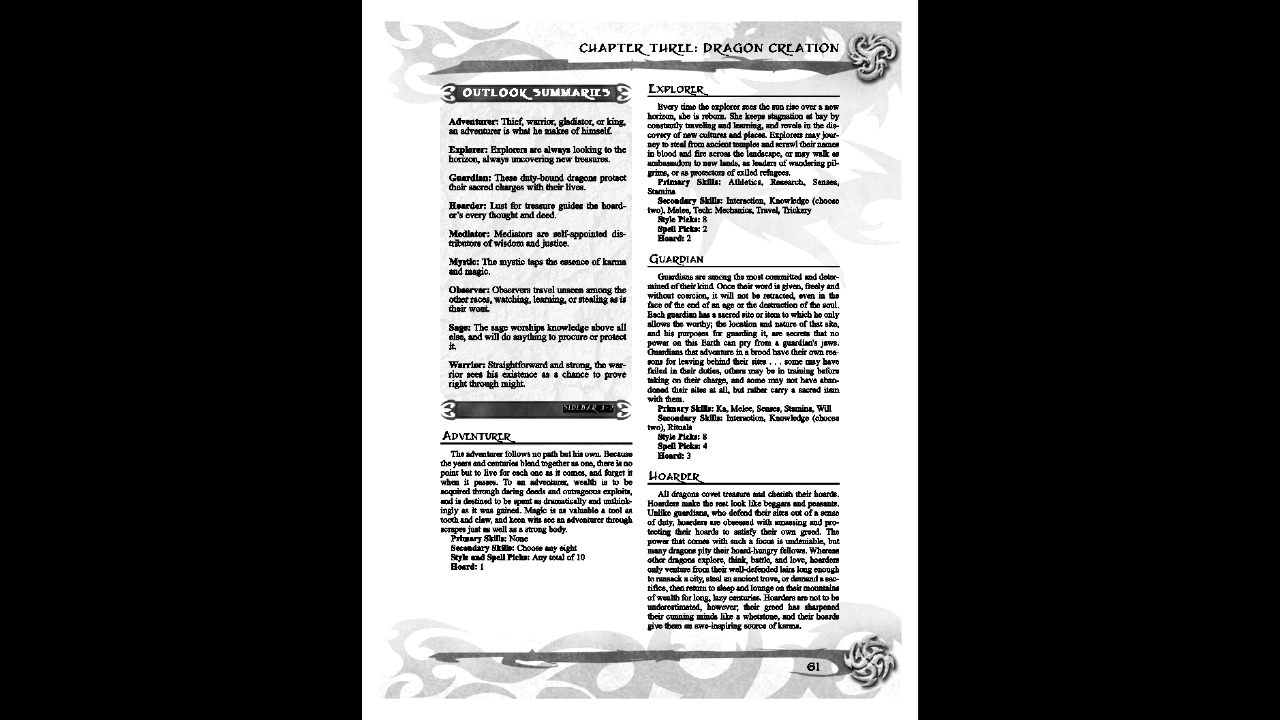 CHAPTER THREE: DRAGON CREATION
OUTLOOK SUMMARIES
Adventurer: Thief, warrior, gladiator, or king,
an adventurer is what he makes of himself.
Explorer: Explorers are always looking to the
horizon, always uncovering new treasures.
Guardian: These duty-bound dragons protect
their sacred charges with their lives.
Hoarder: Lust for treasure guides the hoard-
er's every thought and deed.
Mediator: Mediators are self-appointed dis-
tributors of wisdom and justice.
Mystic: The mystic taps the essence of karma
and magic.
Observer: Observers travel unseen among the
other races, watching, learning, or stealing as is
their wont.
Sage: The sage worships knowledge above all
else, and will do anything to procure or protect
it.
Warrior: Straightforward and strong, the war-
rior sees his existence as a chance to prove
right through might.
SIDEBAR 3-2
ADVENTURER
The adventurer follows no path but his own. Because
the years and centuries blend together as one, there is no
point but to live for each one as it comes, and forget it
when it passes. To an adventurer, wealth is to be
acquired through daring deeds and outrageous exploits,
and is destined to be spent as dramatically and unthink-
ingly as it was gained. Magic is as valuable a tool as
tooth and claw, and keen wits see an adventurer through
scrapes just as well as a strong body.
Primary Skills: None
Secondary Skills: Choose any eight
Style and Spell Picks: Any total of 10
Hoard: 1
EXPLORER
Every time the explorer sees the sun rise over a new
horizon, she is reborn. She keeps stagnation at bay by
constantly traveling and learning, and revels in the dis-
covery of new cultures and places. Explorers may jour-
ney to steal from ancient temples and scrawl their names
in blood and fire across the landscape, or may walk as
ambassadors to new lands, as leaders of wandering pil-
grims, or as protectors of exiled refugees.
Primary Skills: Athletics, Research, Senses,
Stamina
Secondary Skills: Interaction, Knowledge (choose
two), Melee, Tech: Mechanics, Travel, Trickery
Style Picks: 8
Spell Picks: 2
Hoard: 2
GUARDIAN
Guardians are among the most committed and deter-
mined of their kind. Once their word is given, freely and
without coercion, it will not be retracted, even in the
face of the end of an age or the destruction of the soul.
Each guardian has a sacred site or item to which he only
allows the worthy; the location and nature of that site,
and his purposes for guarding it, are secrets that no
power on this Earth can pry from a guardian's jaws.
Guardians that adventure in a brood have their own rea-
sons for leaving behind their sites . . . some may have
failed in their duties, others may be in training before
taking on their charge, and some may not have aban-
doned their sites at all, but rather carry a sacred item
with them.
Primary Skills: Ka, Melee, Senses, Stamina, Will
Secondary Skills: Interaction, Knowledge (choose
two), Rituals
Style Picks: 8
Spell Picks: 4
Hoard: 3
HOARDER
All dragons covet treasure and cherish their hoards.
Hoarders make the rest look like beggars and peasants.
Unlike guardians, who defend their sites out of a sense
of duty, hoarders are obsessed with amassing and pro-
tecting their hoards to satisfy their own greed. The
power that comes with such a focus is undeniable, but
many dragons pity their hoard-hungry fellows. Whereas
other dragons explore, think, battle, and love, hoarders
only venture from their well-defended lairs long enough
to ransack a city, steal an ancient trove, or demand a sac-
rifice, then return to sleep and lounge on their mountains
of wealth for long, lazy centuries. Hoarders are not to be
underestimated, however; their greed has sharpened
their cunning minds like a whetstone, and their hoards
give them an awe-inspiring source of karma.
61